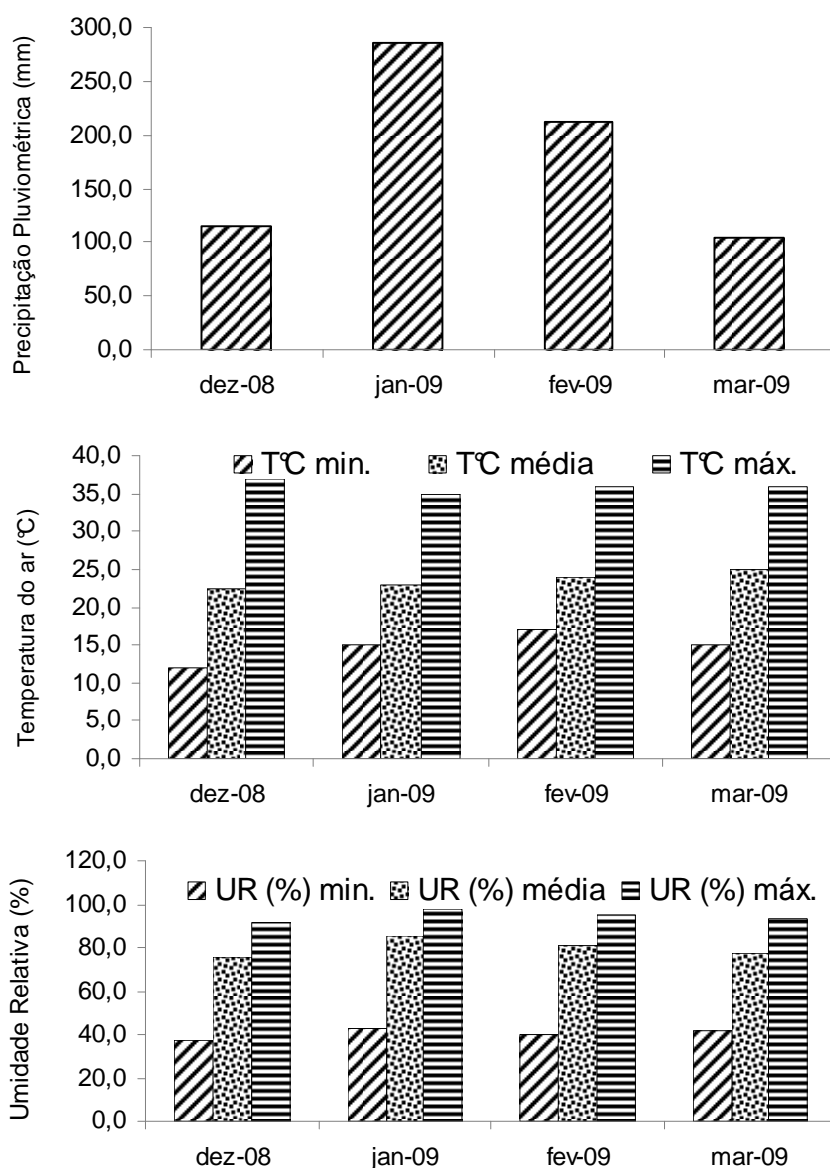 Precipitação Pluviométrica (mm)
300,0
250,0
200,0
150,0
100,0
50,0
0,0
dez-08 jan-09 fev-09 mar-09
Temperatura do ar (°C)
40,0
35,0
30,0
25,0
20,0
15,0
10,0
5,0
0,0
T°C min. T°C média T°C máx.
dez-08 jan-09 fev-09 mar-09
Umidade Relativa (%)
120,0
100,0
80,0
60,0
40,0
20,0
0,0
UR (%) min. UR (%) média UR (%) máx.
dez-08 jan-09 fev-09 mar-09